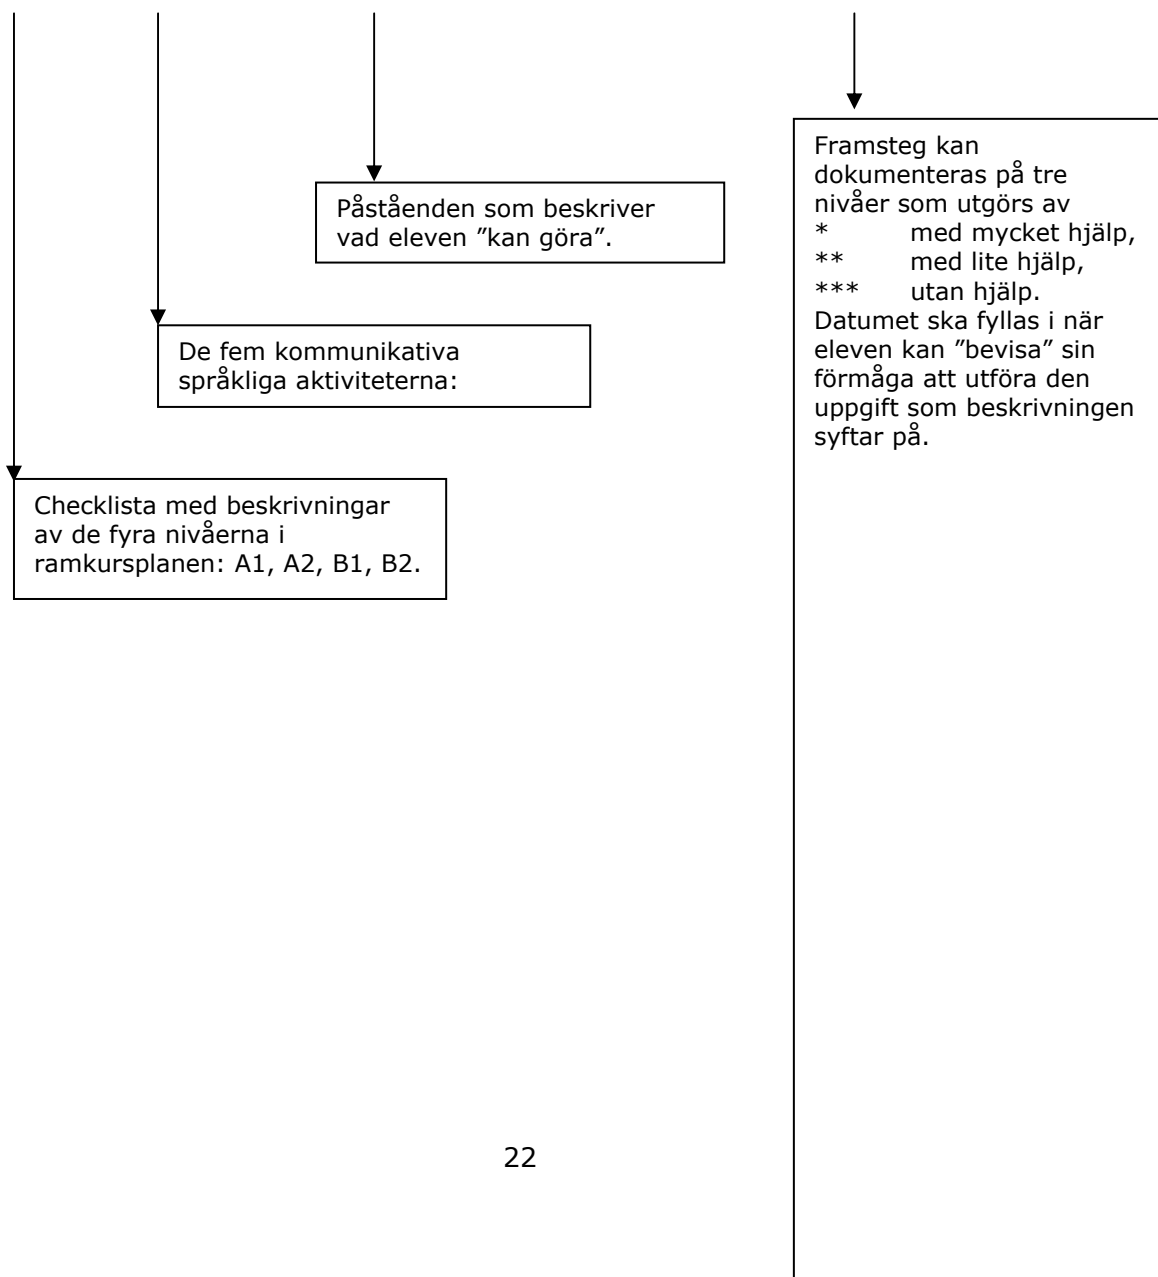 Framsteg kan
dokumenteras på tre
nivåer som utgörs av
* med mycket hjälp,
** med lite hjälp,
*** utan hjälp.
Datumet ska fyllas i när
eleven kan ”bevisa” sin
förmåga att utföra den
uppgift som beskrivningen
syftar på.
Påståenden som beskriver
vad eleven ”kan göra”.
De fem kommunikativa
språkliga aktiviteterna:
Checklista med beskrivningar
av de fyra nivåerna i
ramkursplanen: A1, A2, B1, B2.
22